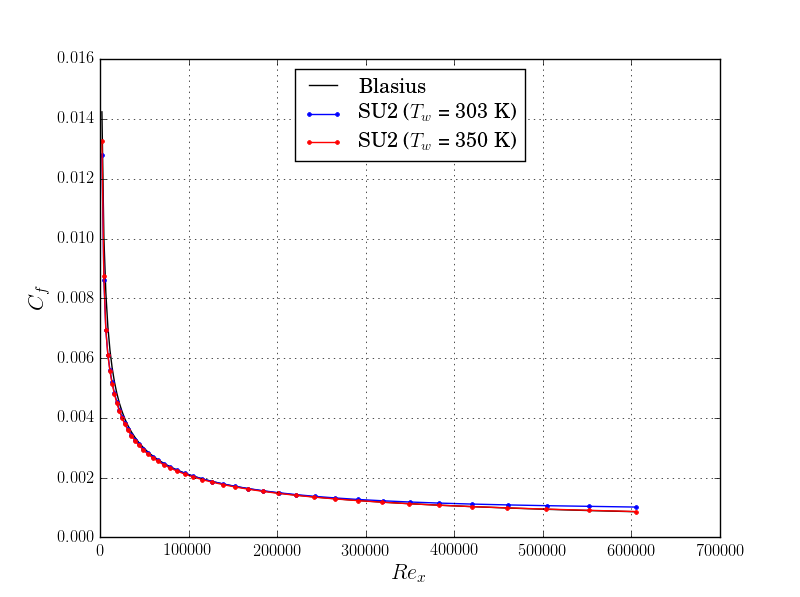 0.016
0.014
0.012
0.010
0.008
0.006
0.004
0.002
0.000
C_f
Blasius
SU2 (T_w = 303 K)
SU2 (T_w = 350 K)
0 100000 200000 300000 400000 500000 600000 700000
Re_x